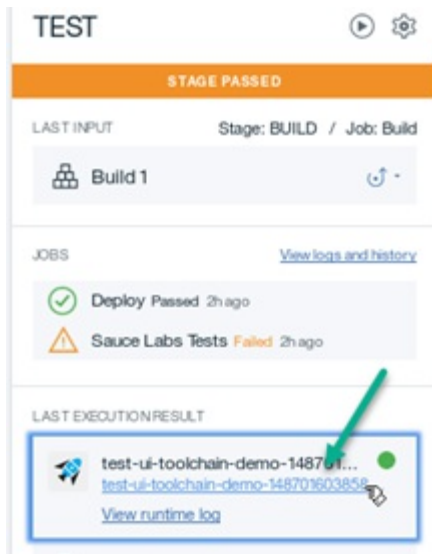 TEST
STAGE PASSED
LAST INPUT Stage: BUILD / Job: Build
Build 1
JOBS View logs and history
Deploy Passed 2h ago
Sauce Labs Tests Failed 2h ago
LAST EXECUTION RESULT
test-ui-toolchain-demo-148701...
test-ui-toolchain-demo-148701603858
View runtime log